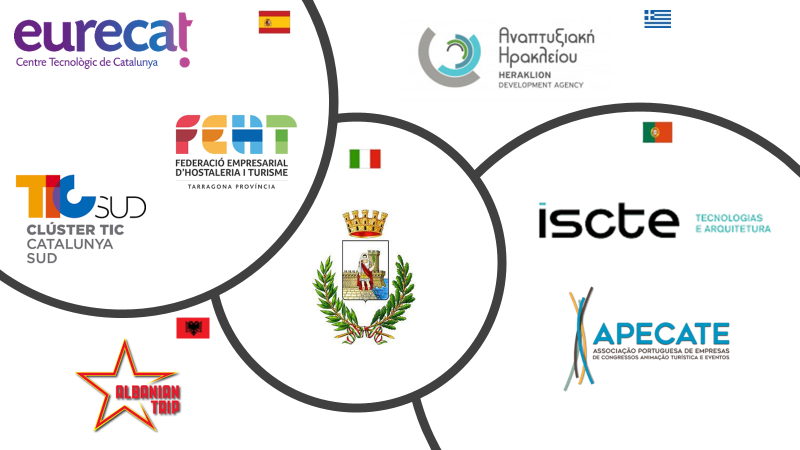 eurecat
Centre Tecnològic de Catalunya
FEHT
FEDERACIÓ EMPRESARIAL
D'HOSTALERIA I TURISME
TARRAGONA PROVÍNCIA
TIC SUD
CLÚSTER TIC
CATALUNYA
SUD
Αναπτυξιακή
Ηρακλείου
HERAKLION
DEVELOPMENT AGENCY
iscte
TECNOLOGIAS
E ARQUITETURA
APECATE
ASSOCIAÇÃO PORTUGUESA DE EMPRESAS
DE CONGRESSOS ANIMAÇÃO TURÍSTICA E EVENTOS
ALBANIAN
TRIP